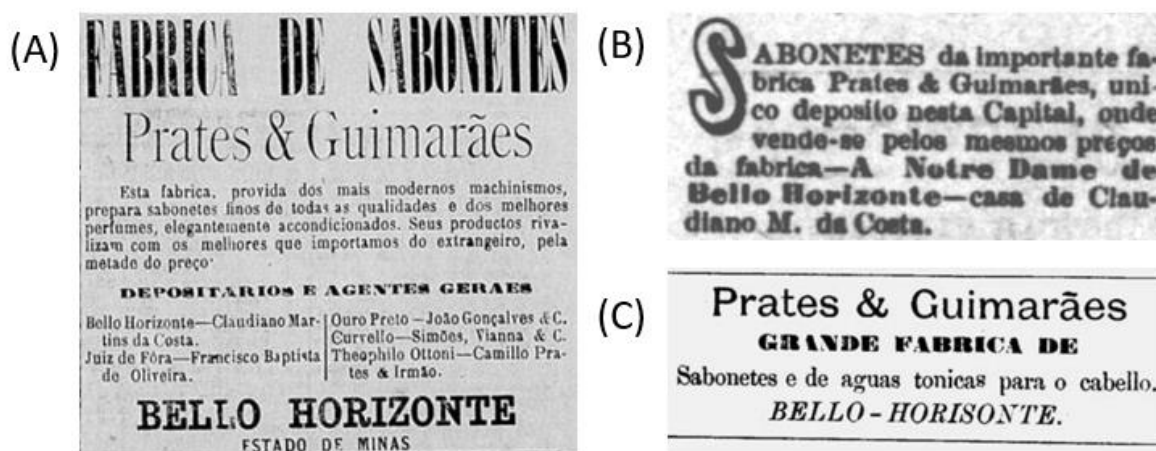 (A)
FABRICA DE SABONETES
Prates & Guimarães
Esta fabrica, provida dos mais modernos machinismos,
prepara sabonetes finos de todas as qualidades e dos melhores
perfumes, elegantemente accondicionados. Seus productos riva-
lizam com os melhores que importamos do extrangeiro, pela
metade do preço
DEPOSITARIOS E AGENTES GERAES
Bello Horizonte—Claudiano Mar-
tins da Costa.
Juiz de Fôra—Francisco Baptista
de Oliveira.
Ouro Preto—João Gonçalves & C.
Curvello—Simões, Vianna & C.
Theophilo Ottoni—Camillo Pra-
tes & Irmão.
BELLO HORIZONTE
ESTADO DE MINAS
(B)
SABONETES da importante fa-
brica Prates & Guimarães, uni-
co deposito nesta Capital, onde
vende-se pelos mesmos preços
da fabrica—A Notre Dame de
Bello Horizonte—casa de Clau-
diano M. da Costa.
(C)
Prates & Guimarães
GRANDE FABRICA DE
Sabonetes e de aguas tonicas para o cabello.
BELLO-HORISONTE.